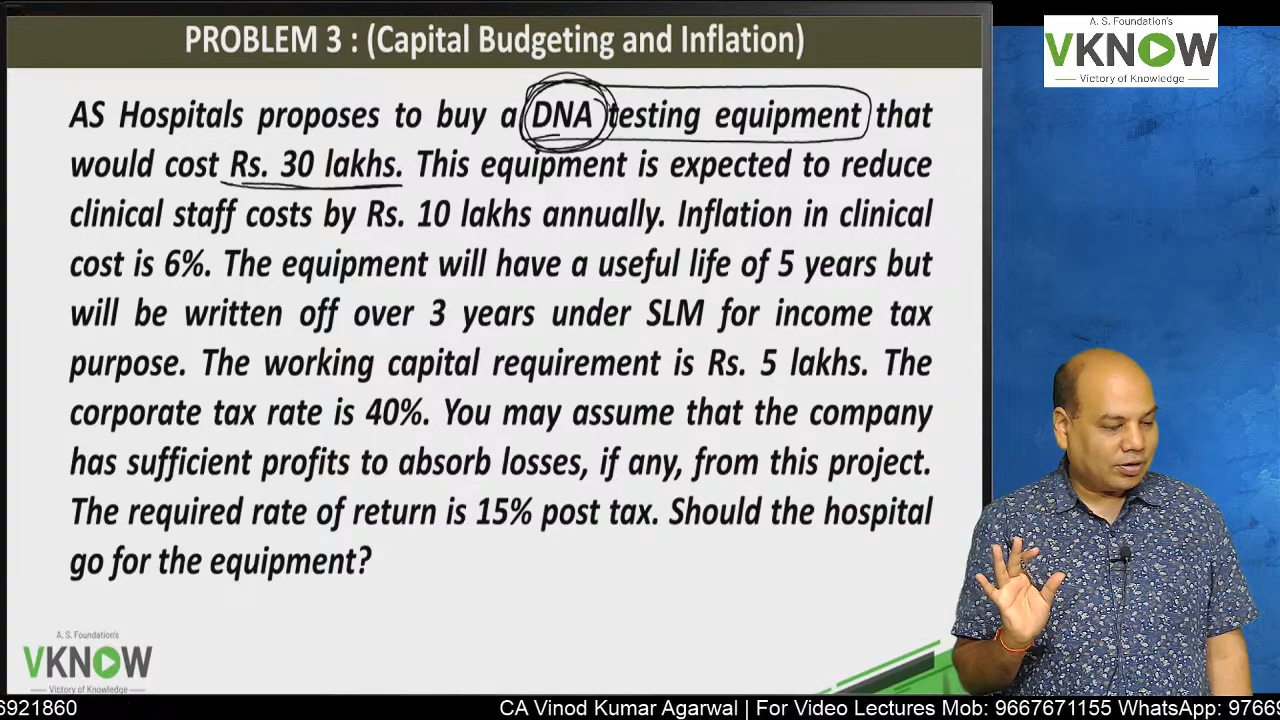 PROBLEM 3 : (Capital Budgeting and Inflation)
A. S. Foundation's
VKNOW
Victory of Knowledge
AS Hospitals proposes to buy a DNA testing equipment that
would cost Rs. 30 lakhs. This equipment is expected to reduce
clinical staff costs by Rs. 10 lakhs annually. Inflation in clinical
cost is 6%. The equipment will have a useful life of 5 years but
will be written off over 3 years under SLM for income tax
purpose. The working capital requirement is Rs. 5 lakhs. The
corporate tax rate is 40%. You may assume that the company
has sufficient profits to absorb losses, if any, from this project.
The required rate of return is 15% post tax. Should the hospital
go for the equipment?
A. S. Foundation's
VKNOW
Victory of Knowledge
6921860 CA Vinod Kumar Agarwal | For Video Lectures Mob: 9667671155 WhatsApp: 97669